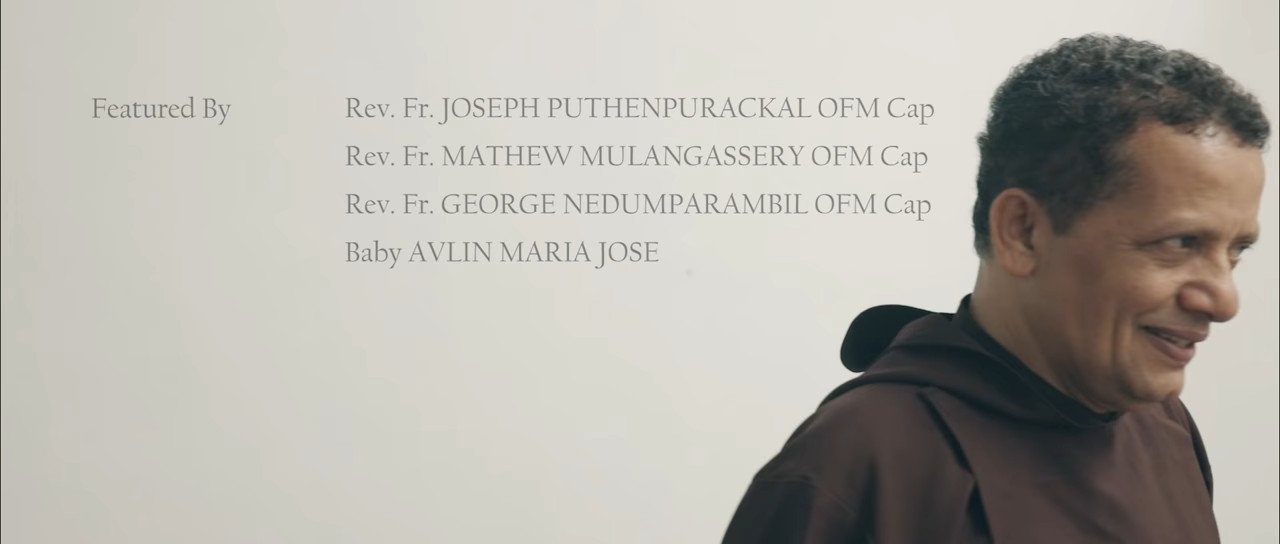 Featured By Rev. Fr. JOSEPH PUTHENPURACKAL OFM Cap
Rev. Fr. MATHEW MULANGASSERY OFM Cap
Rev. Fr. GEORGE NEDUMPARAMBIL OFM Cap
Baby AVLIN MARIA JOSE